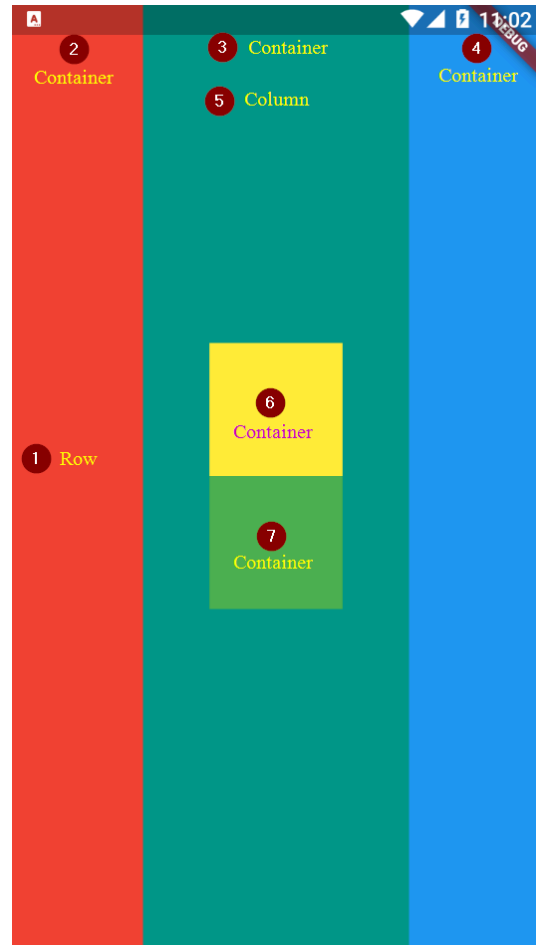 A
11:02
DEBUG
2
Container
3 Container
4
Container
5 Column
6
Container
1 Row
7
Container